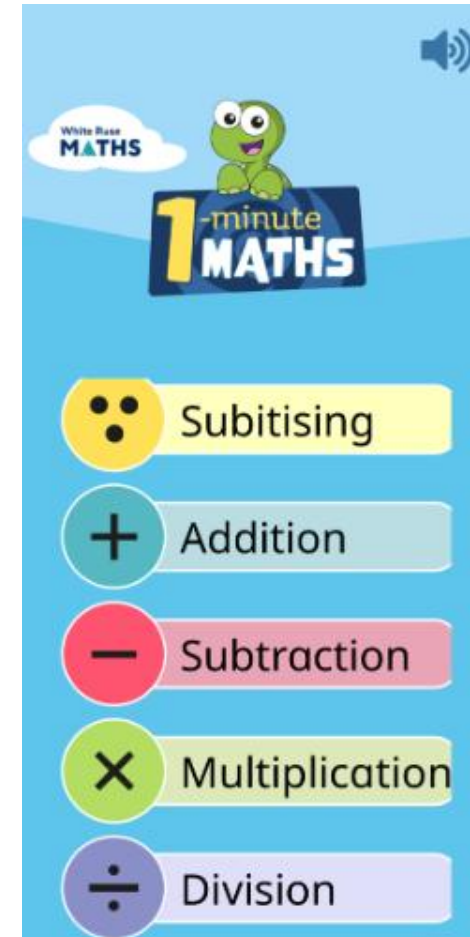 White Rose
MATHS
1-minute
MATHS
Subitising
Addition
Subtraction
Multiplication
Division